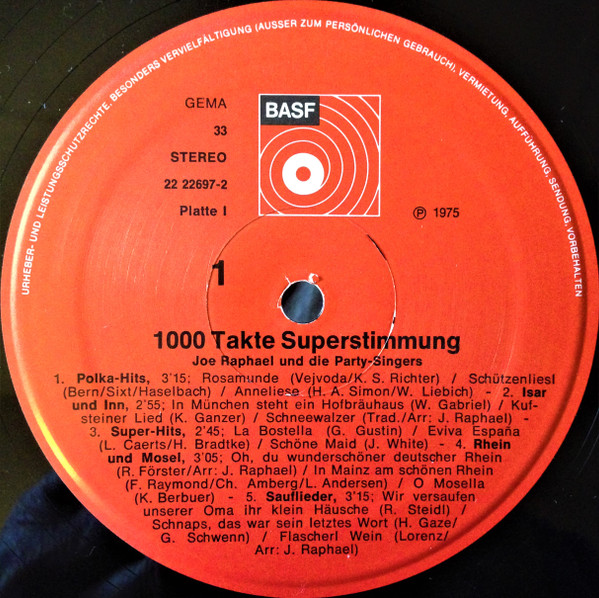 URHEBER- UND LEISTUNGSSCHUTZRECHTE, BESONDERS VERVIELFÄLTIGUNG (AUSSER ZUM PERSÖNLICHEN GEBRAUCH), VERMIETUNG, AUFFÜHRUNG, SENDUNG, VORBEHALTEN
GEMA
BASF
33
STEREO
22 22697-2
Platte I
℗ 1975
1
1000 Takte Superstimmung
Joe Raphael und die Party-Singers
1. Polka-Hits, 3'15; Rosamunde (Vejvoda/K. S. Richter) / Schützenliesl
(Bern/Sixt/Haselbach) / Anneliese (H. A. Simon/W. Liebich) - 2. Isar
und Inn, 2'55; In München steht ein Hofbräuhaus (W. Gabriel) / Kuf-
steiner Lied (K. Ganzer) / Schneewalzer (Trad./Arr: J. Raphael) -
3. Super-Hits, 2'45; La Bostella (G. Gustin) / Eviva España
(L. Caerts/H. Bradtke) / Schöne Maid (J. White) - 4. Rhein
und Mosel, 3'05; Oh, du wunderschöner deutscher Rhein
(R. Förster/Arr: J. Raphael) / In Mainz am schönen Rhein
(F. Raymond/Ch. Amberg/L. Andersen) / O Mosella
(K. Berbuer) - 5. Sauflieder, 3'15; Wir versaufen
unserer Oma ihr klein Häusche (R. Steidl) /
Schnaps, das war sein letztes Wort (H. Gaze/
G. Schwenn) / Flascherl Wein (Lorenz/
Arr: J. Raphael)